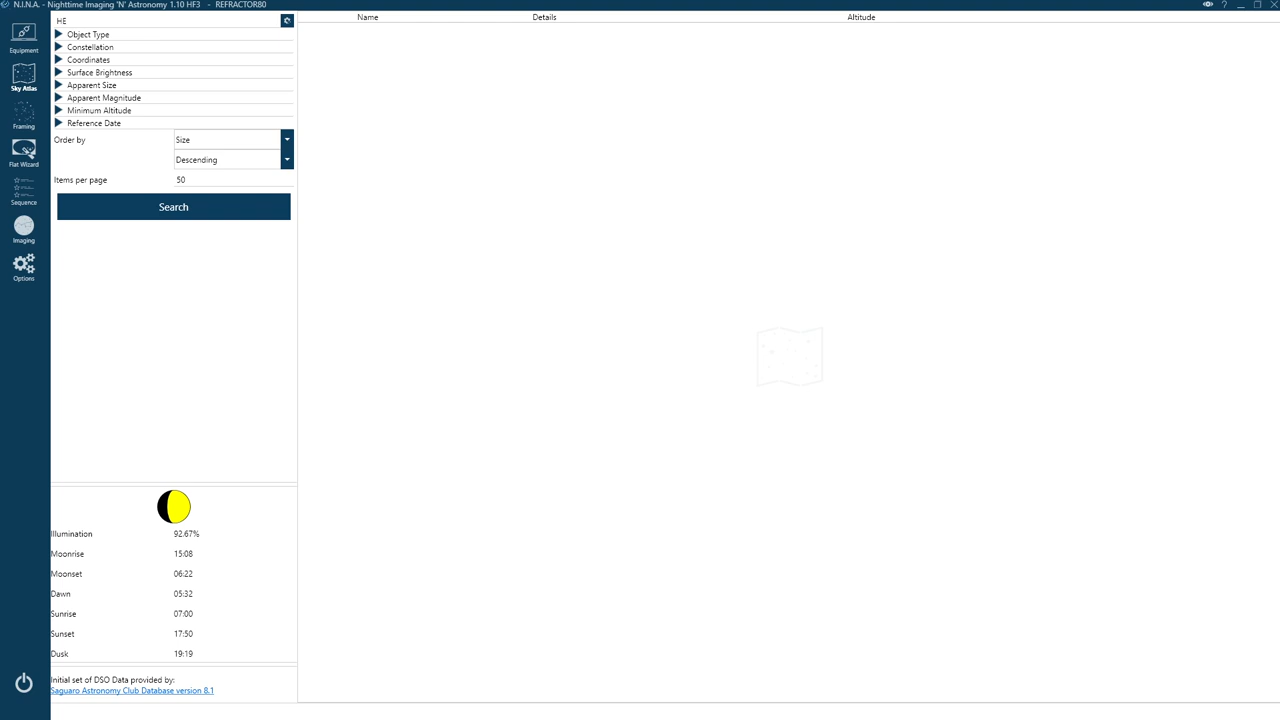 N.I.N.A. - Nighttime Imaging 'N' Astronomy 1.10 HF3 - REFRACTOR80
?
Equipment
Sky Atlas
Framing
Flat Wizard
Sequence
Imaging
Options
HE
Object Type
Constellation
Coordinates
Surface Brightness
Apparent Size
Apparent Magnitude
Minimum Altitude
Reference Date
Order by Size
Descending
Items per page 50
Search
Name Details Altitude
Illumination 92.67%
Moonrise 15:08
Moonset 06:22
Dawn 05:32
Sunrise 07:00
Sunset 17:50
Dusk 19:19
Initial set of DSO Data provided by:
Saguaro Astronomy Club Database version 8.1